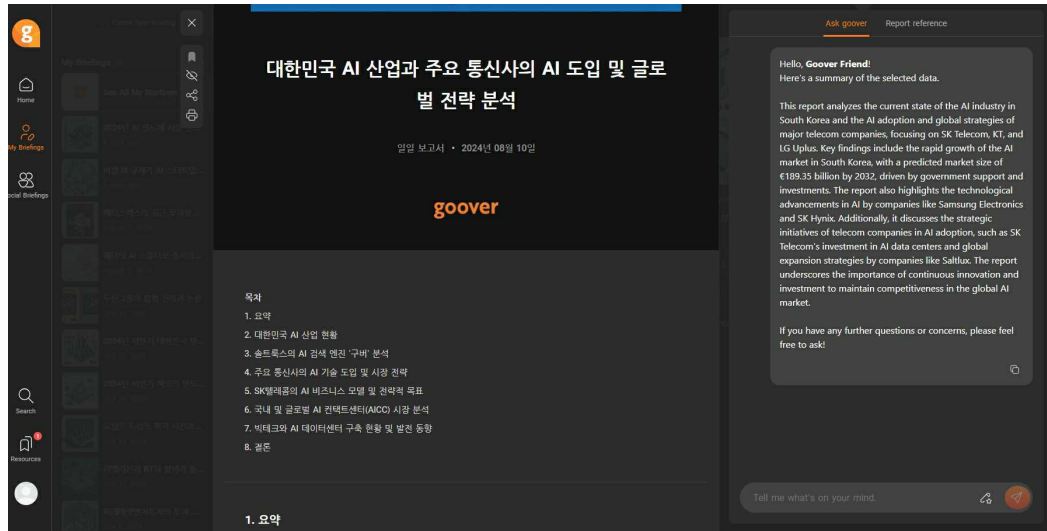 g
Home
My Briefings
Social Briefings
Search
1
Resources
My Briefings
See All My Briefings
대한민국 AI 산업과 주요 통신사의 AI 도입 및 글로
벌 전략 분석
일일 보고서 • 2024년 08월 10일
goover
목차
1. 요약
2. 대한민국 AI 산업 현황
3. 솔트룩스의 AI 검색 엔진 '구버' 분석
4. 주요 통신사의 AI 기술 도입 및 시장 전략
5. SK텔레콤의 AI 비즈니스 모델 및 전략적 목표
6. 국내 및 글로벌 AI 컨택트센터(AICC) 시장 분석
7. 빅테크와 AI 데이터센터 구축 현황 및 발전 동향
8. 결론
1. 요약
Ask goover
Report reference
Hello, Goover Friend!
Here's a summary of the selected data.
This report analyzes the current state of the AI industry in
South Korea and the AI adoption and global strategies of
major telecom companies, focusing on SK Telecom, KT, and
LG Uplus. Key findings include the rapid growth of the AI
market in South Korea, with a predicted market size of
€189.35 billion by 2032, driven by government support and
investments. The report also highlights the technological
advancements in AI by companies like Samsung Electronics
and SK Hynix. Additionally, it discusses the strategic
initiatives of telecom companies in AI adoption, such as SK
Telecom's investment in AI data centers and global
expansion strategies by companies like Saltlux. The report
underscores the importance of continuous innovation and
investment to maintain competitiveness in the global AI
market.
If you have any further questions or concerns, please feel
free to ask!
Tell me what's on your mind.